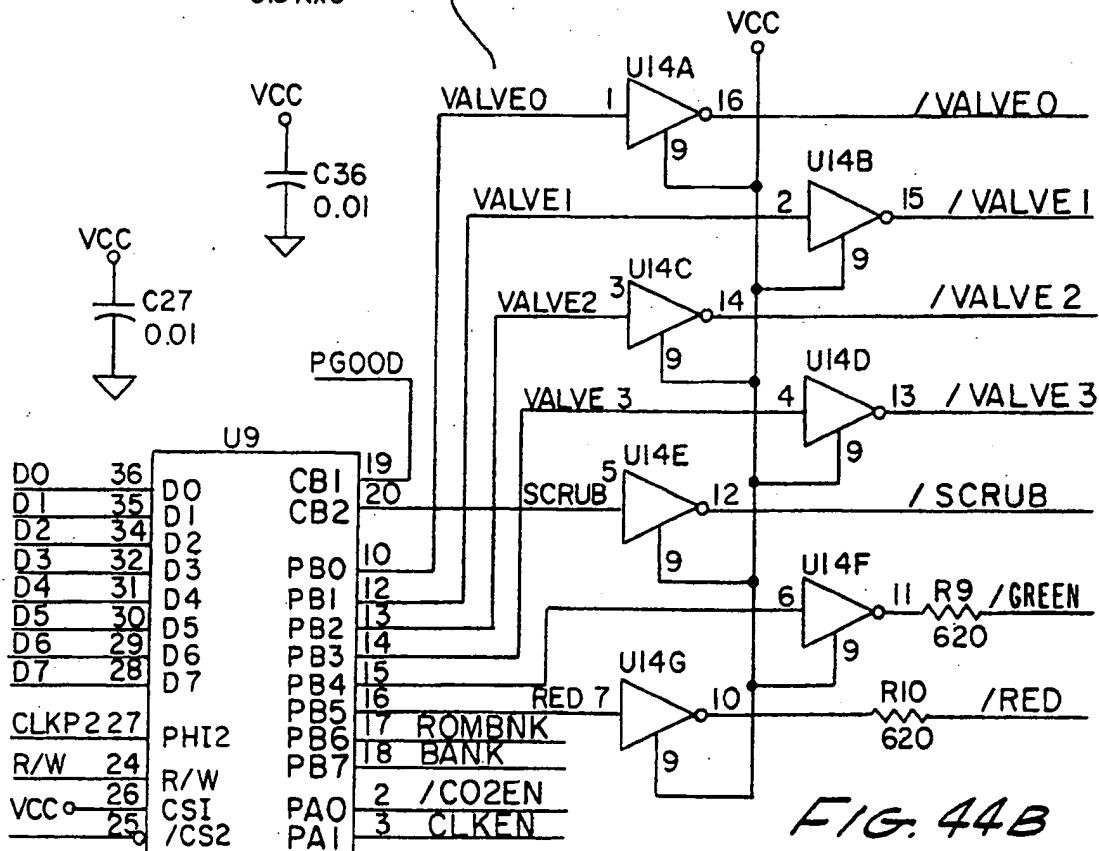 VCC
U14A
VCC
VALVE0 1 16 /VALVE0
C36
0.01
9
U14B
VALVE1 2 15 /VALVE 1
VCC
9
U14C
C27
0.01
VALVE2 3 14 /VALVE 2
9
PGOOD
U14D
VALVE 3 4 13 /VALVE 3
9
U9
U14E
19
CB1
D0 36 D0
20
CB2
SCRUB 5 12 /SCRUB
D1 35 D1
D2 34 D2
9
D3 32 D3
PB0 10
U14F
D4 31 D4
PB1 12
6 11 R9 /GREEN
620
D5 30 D5
PB2 13
D6 29 D6
PB3 14
9
D7 28 D7
PB4 15
U14G
PB5 16
RED 7 10 R10 /RED
620
CLKP2 27 PHI2
PB6 17 ROMBNK
PB7 18 BANK
9
R/W 24 R/W
VCC 26 CS1
PA0 2 /CO2EN
25 /CS2
PA1 3 CLKEN
FIG. 44B